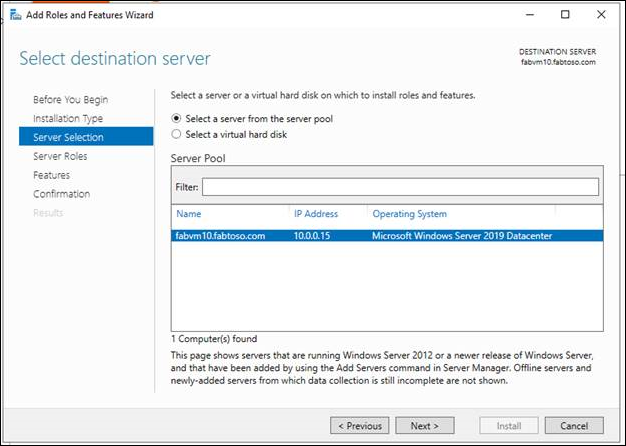 Add Roles and Features Wizard
Select destination server
DESTINATION SERVER
fabvm10.fabtoso.com
Before You Begin
Installation Type
Server Selection
Server Roles
Features
Confirmation
Results
Select a server or a virtual hard disk on which to install roles and features.
Select a server from the server pool
Select a virtual hard disk
Server Pool
Filter:
Name IP Address Operating System
fabvm10.fabtoso.com 10.0.0.15 Microsoft Windows Server 2019 Datacenter
1 Computer(s) found
This page shows servers that are running Windows Server 2012 or a newer release of Windows Server,
and that have been added by using the Add Servers command in Server Manager. Offline servers and
newly-added servers from which data collection is still incomplete are not shown.
< Previous Next > Install Cancel